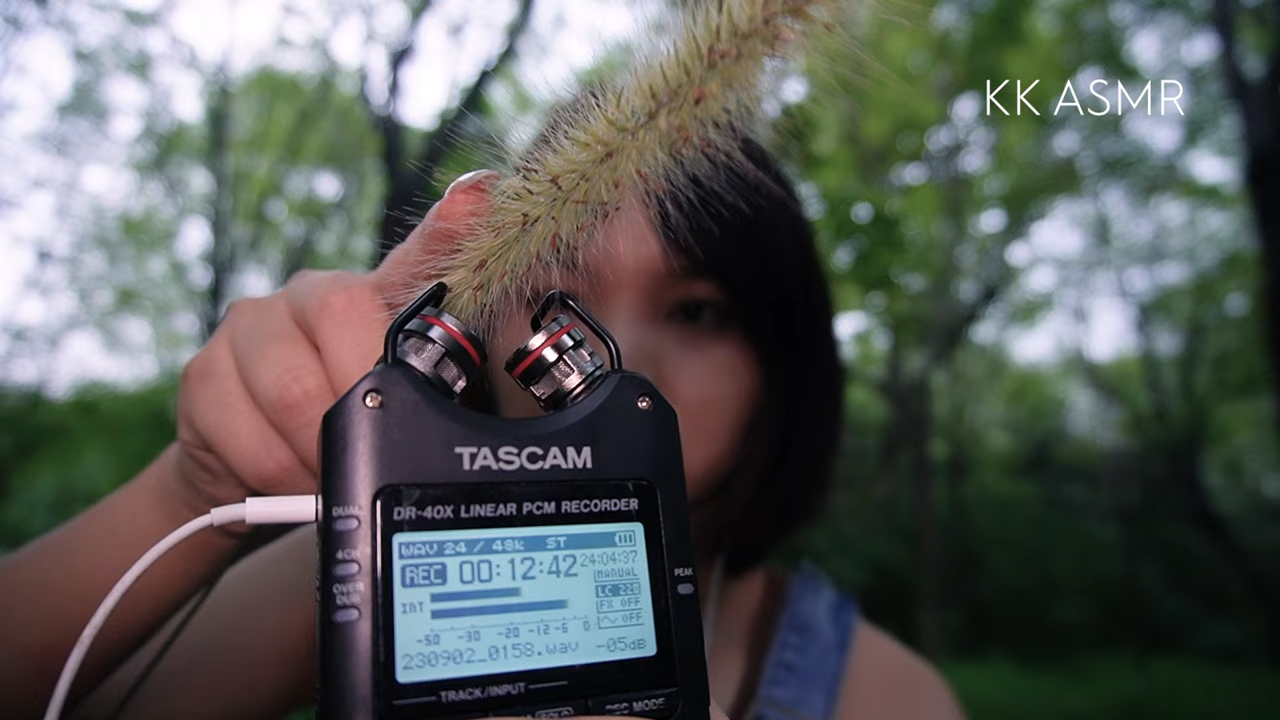 KK ASMR
TASCAM
DR-40X LINEAR PCM RECORDER
DUAL
4CH
OVER
DUB
PEAK
WAV 24 / 48k ST
REC 00:12:42 24:04:37
MANUAL
LC 220
FX OFF
OFF
INT
-50 -30 -20 -12 -6 0
230902_0158.wav -05dB
TRACK/INPUT
REC MODE